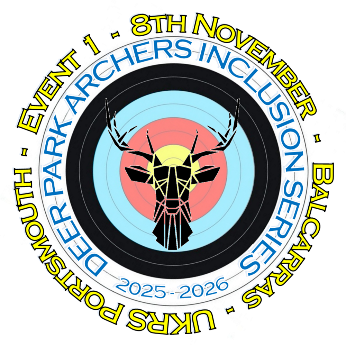 Event 1 - 8th November - Balcarras - UKRS Portsmouth -
DEER PARK ARCHERS INCLUSION SERIES
2025-2026